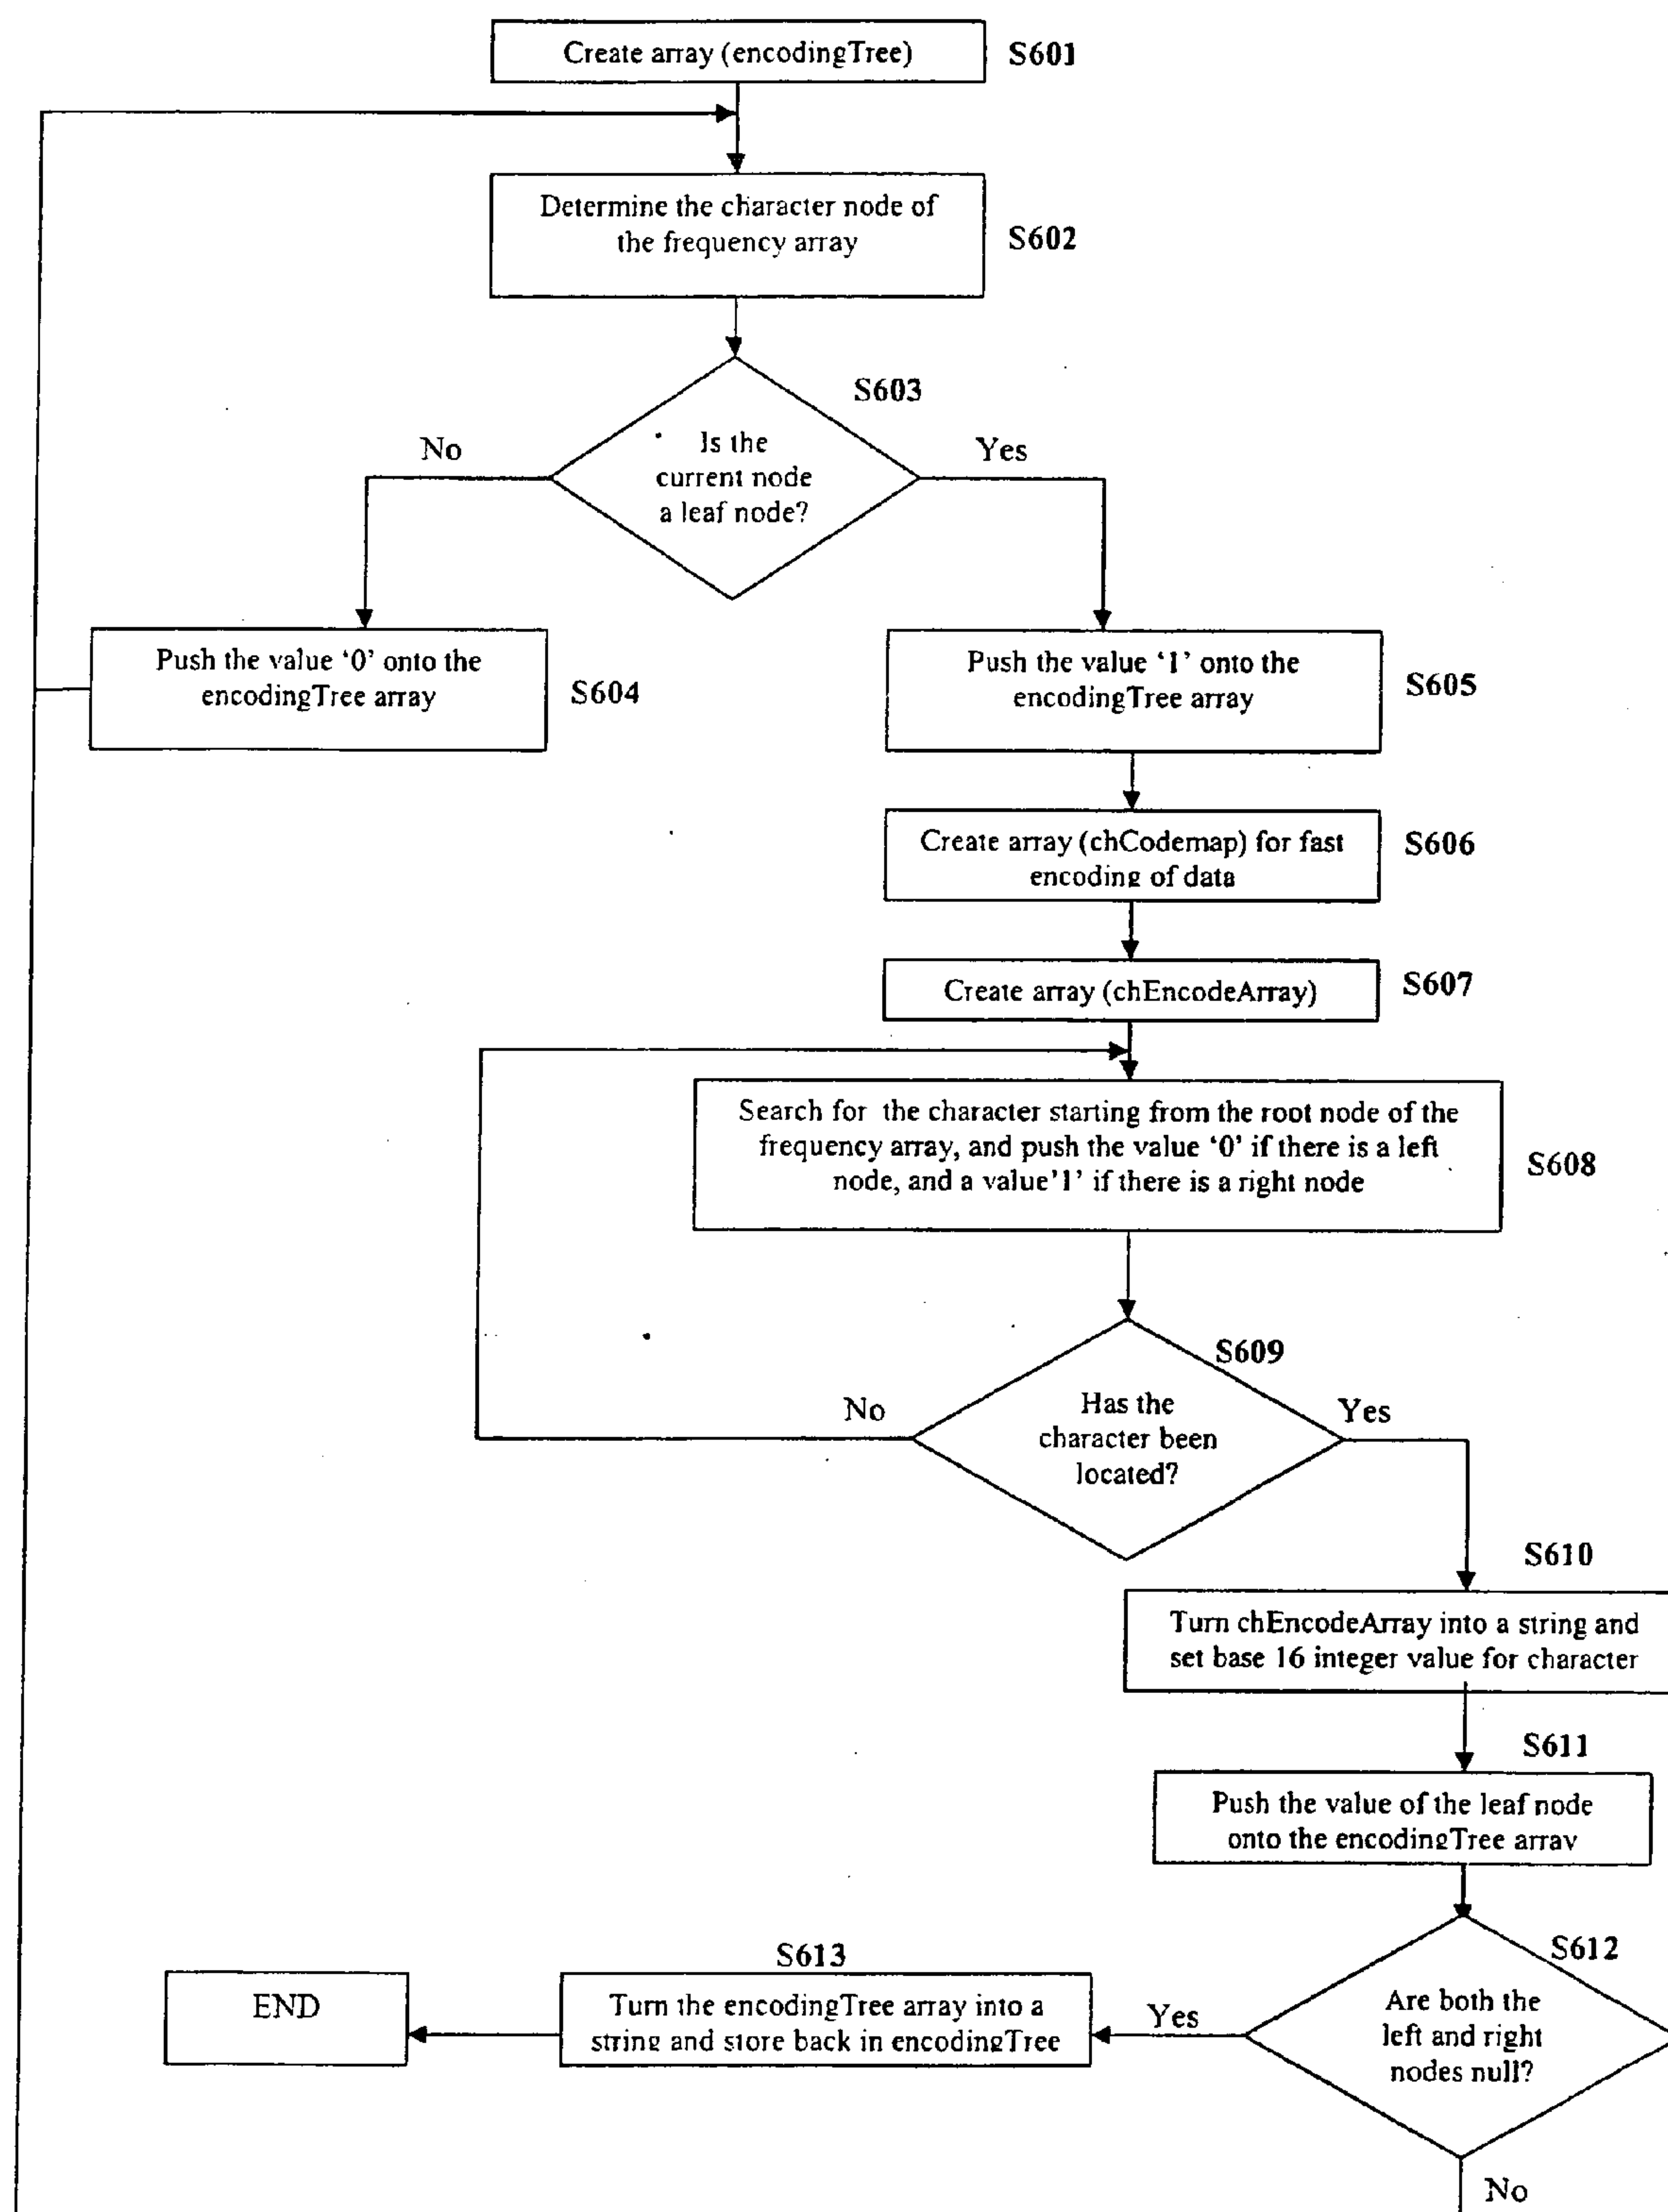 Create array (encodingTree)
S601
Determine the character node of
the frequency array
S602
S603
No
Is the
current node
a leaf node?
Yes
Push the value ‘0’ onto the
encodingTree array
S604
Push the value ‘1’ onto the
encodingTree array
S605
Create array (chCodemap) for fast
encoding of data
S606
Create array (chEncodeArray)
S607
Search for the character starting from the root node of the
frequency array, and push the value ‘0’ if there is a left
node, and a value’1’ if there is a right node
S608
S609
No
Has the
character been
located?
Yes
S610
Turn chEncodeArray into a string and
set base 16 integer value for character
S611
Push the value of the leaf node
onto the encodingTree array
S612
Are both the
left and right
nodes null?
Yes
S613
Turn the encodingTree array into a
string and store back in encodingTree
END
No